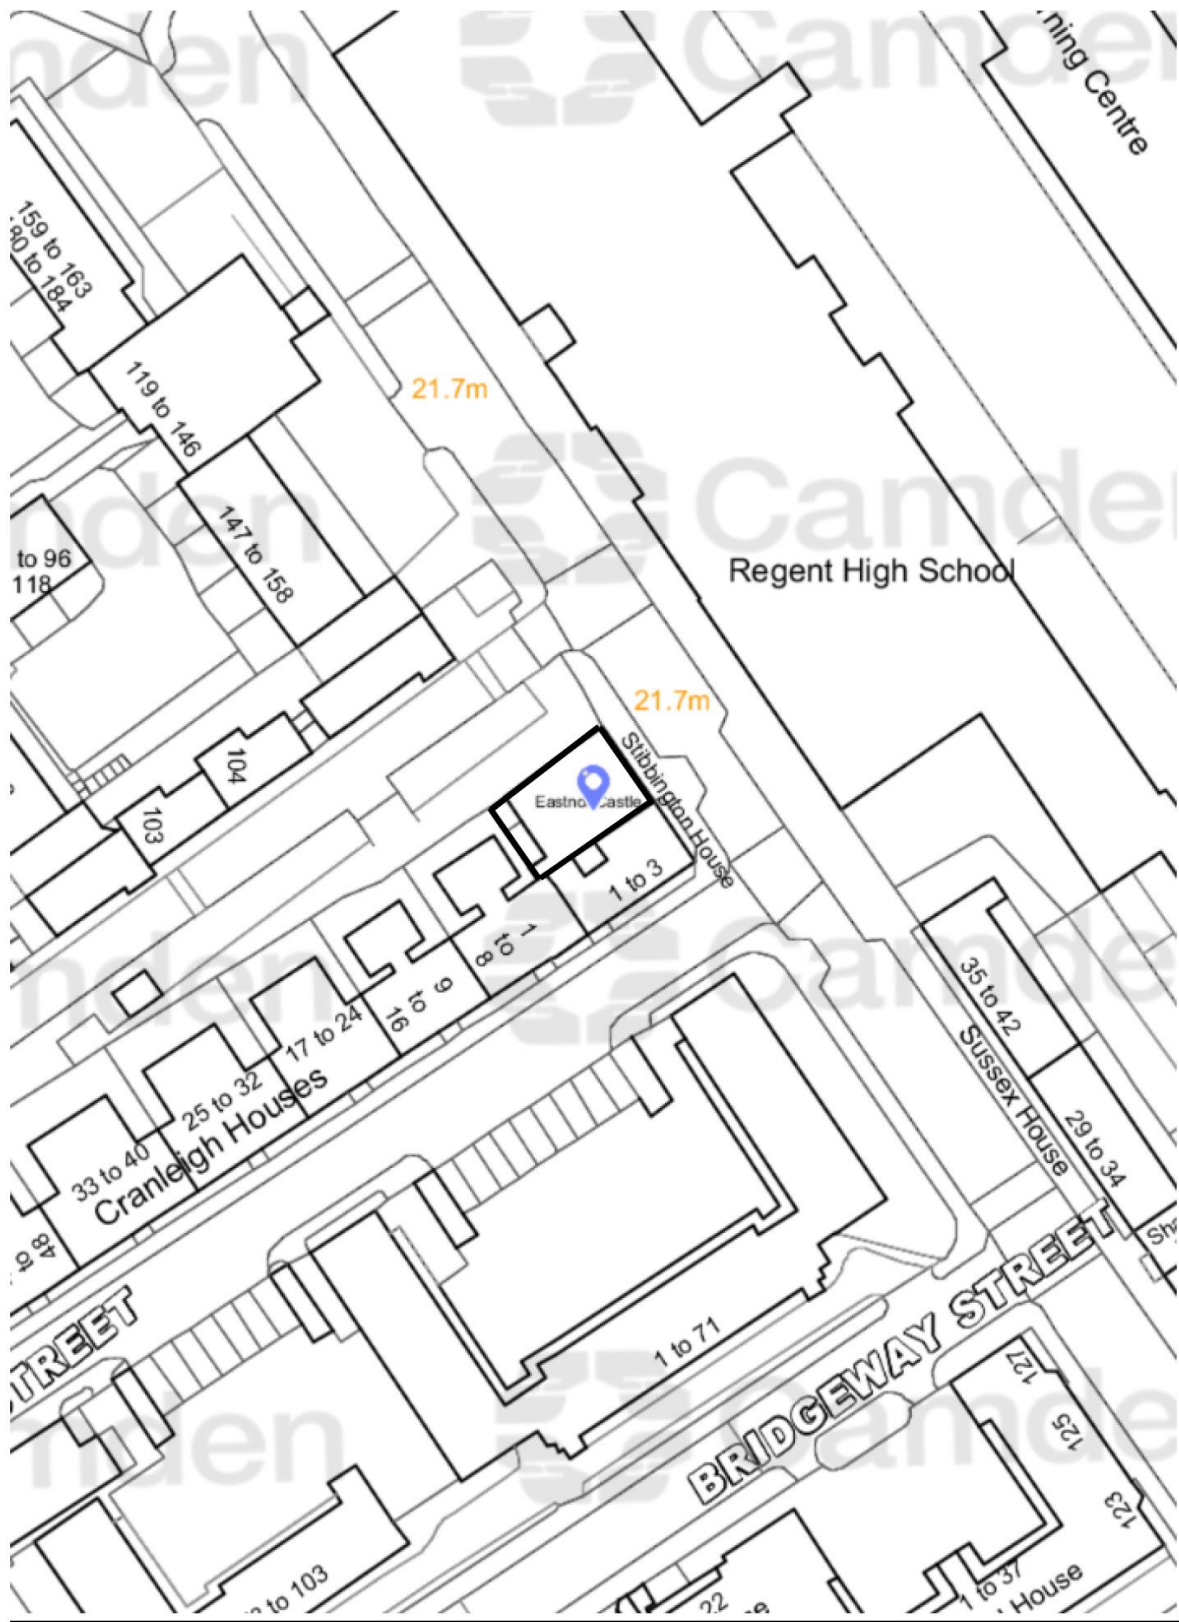 Camden
ning Centre
159 to 163
180 to 184
21.7m
119 to 146
Camden
147 to 158
to 96
118
Regent High School
21.7m
Stibbington House
104
103
1 to 3
1 to 8
9 to 16
17 to 24
25 to 32
33 to 40
Cranleigh Houses
Camden
35 to 42
Sussex House
29 to 34
48
to
STREET
1 to 71
BRIDGEWAY STREET
127
125
123
Camden
to 103
22
1 to 37
House